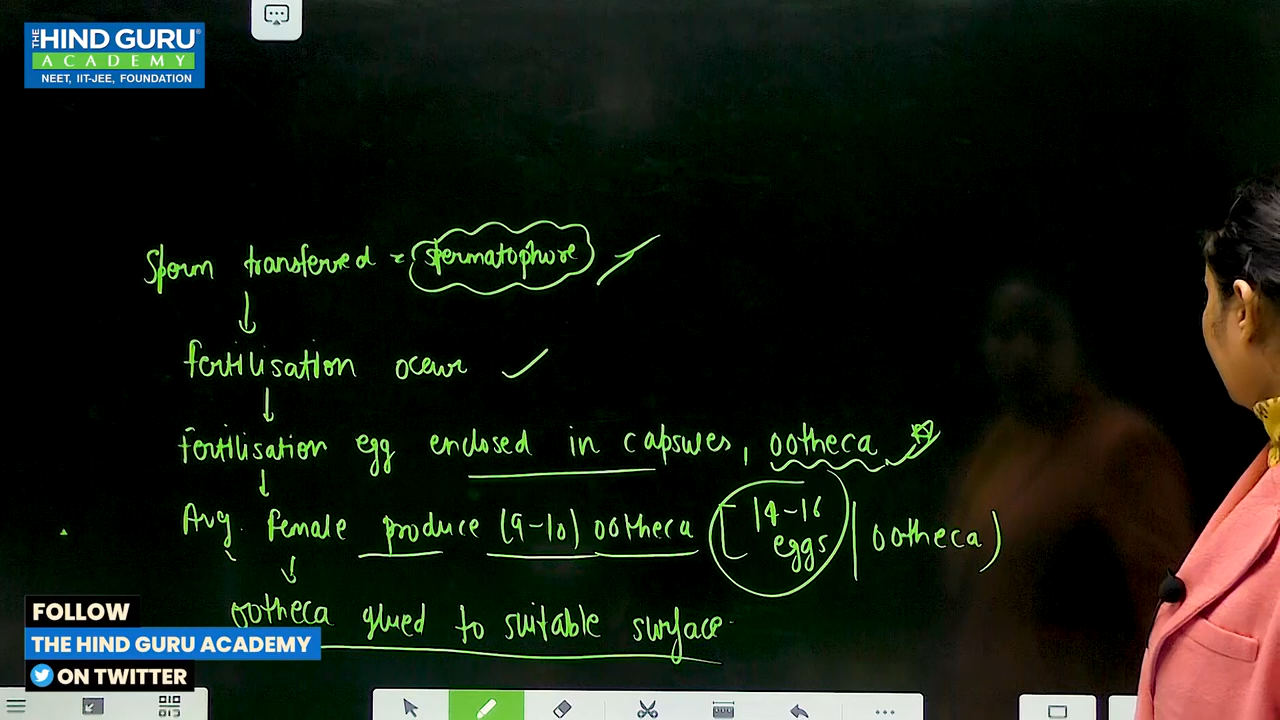 THE HIND GURU
ACADEMY
NEET, IIT-JEE, FOUNDATION
Sperm transferred = spermatophore
fertilisation occur
fertilisation egg enclosed in capsules, ootheca
Avg. female produce (9-10) ootheca [14-16 eggs | ootheca)
ootheca glued to suitable surface.
FOLLOW
THE HIND GURU ACADEMY
ON TWITTER